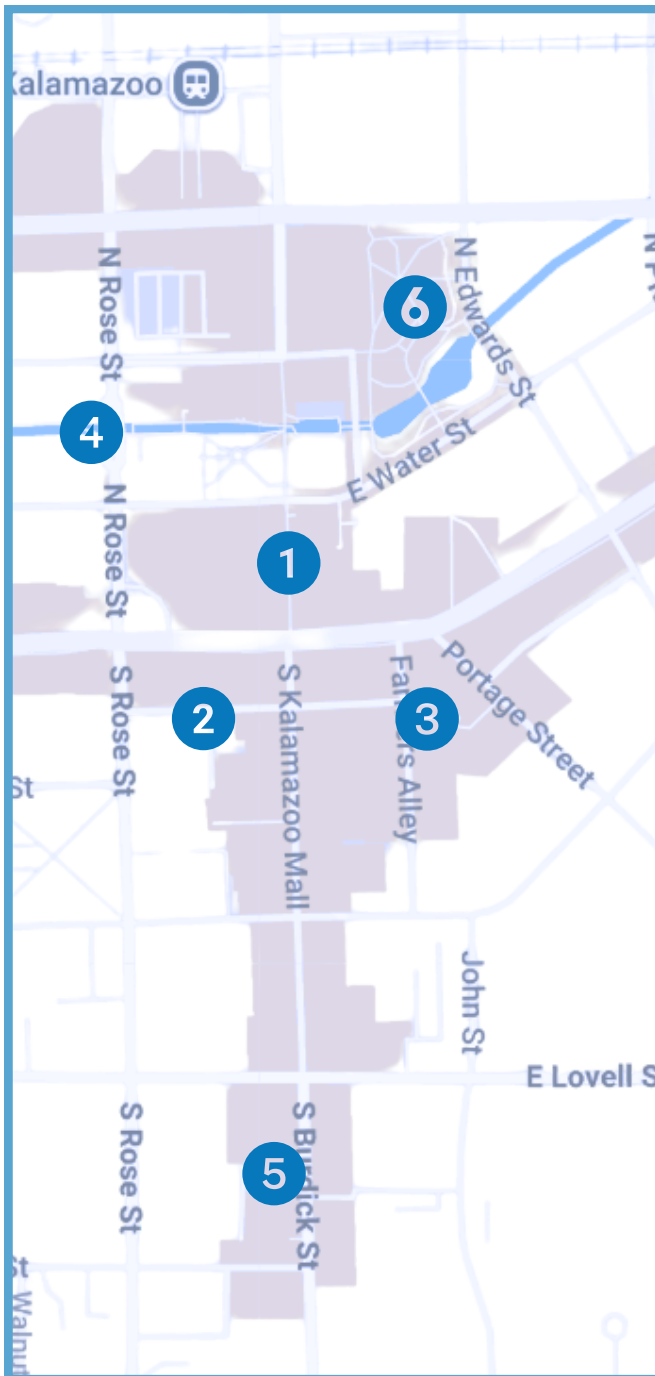 Kalamazoo
N Rose St
N Edwards St
6
4
E Water St
N Rose St
1
S Rose St
S Kalamazoo Mall
2
3
Portage Street
St
John St
E Lovell S
S Rose St
S Burdick St
5
St
Walnut